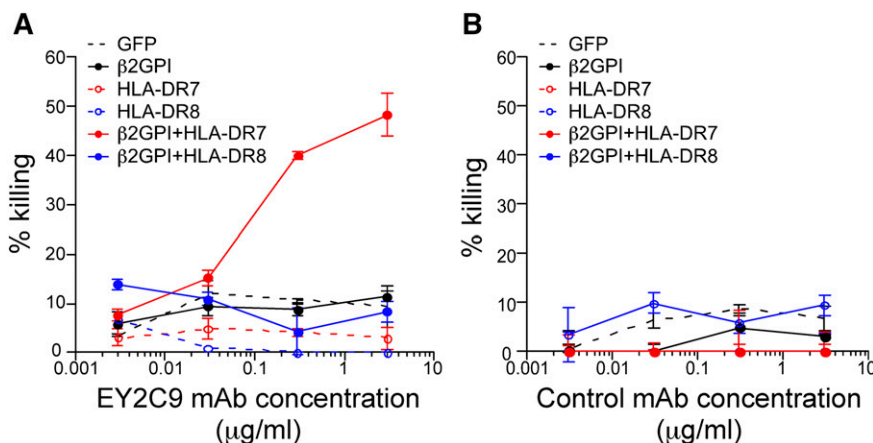 A
GFP
β2GPI
HLA-DR7
HLA-DR8
β2GPI+HLA-DR7
β2GPI+HLA-DR8
60
50
40
30
20
10
0
% killing
0.001
0.01
0.1
1
10
EY2C9 mAb concentration
(μg/ml)
B
GFP
β2GPI
HLA-DR7
HLA-DR8
β2GPI+HLA-DR7
β2GPI+HLA-DR8
60
50
40
30
20
10
0
% killing
0.001
0.01
0.1
1
10
Control mAb concentration
(μg/ml)